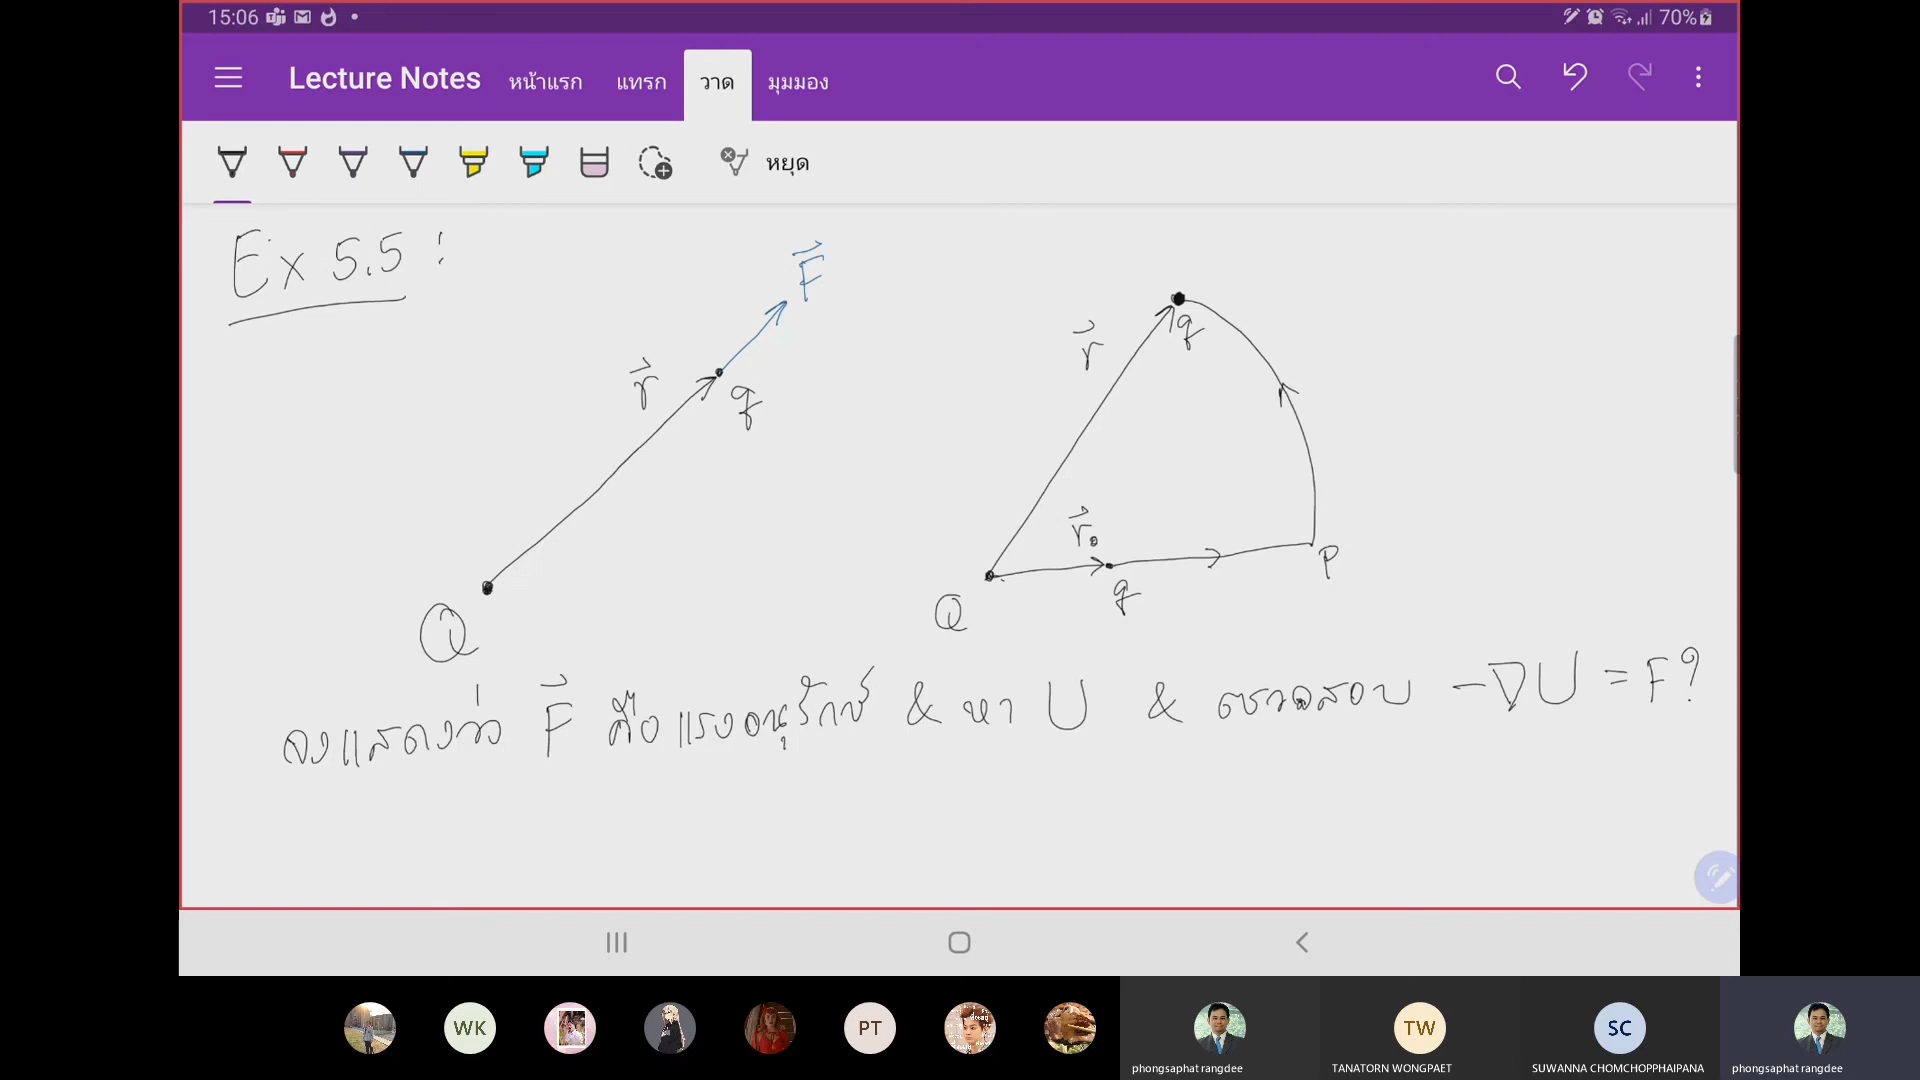 15:06 70%
Lecture Notes หน้าแรก แทรก วาด มุมมอง
หยุด
Ex 5.5 :
F
r
q
Q
r
q
r₀
q
P
Q
จงแสดงว่า F คือแรงอนุรักษ์ & หา U & ตรวจสอบ -∇U = F?
WK
PT
phongsaphat rangdee
TW
TANATORN WONGPAET
SC
SUWANNA CHOMCHOPPHAIPANA
phongsaphat rangdee